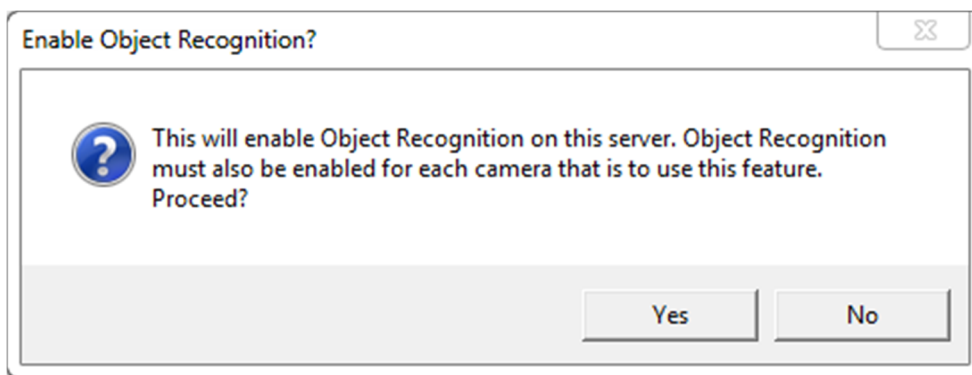 Enable Object Recognition?
This will enable Object Recognition on this server. Object Recognition
must also be enabled for each camera that is to use this feature.
Proceed?
Yes
No